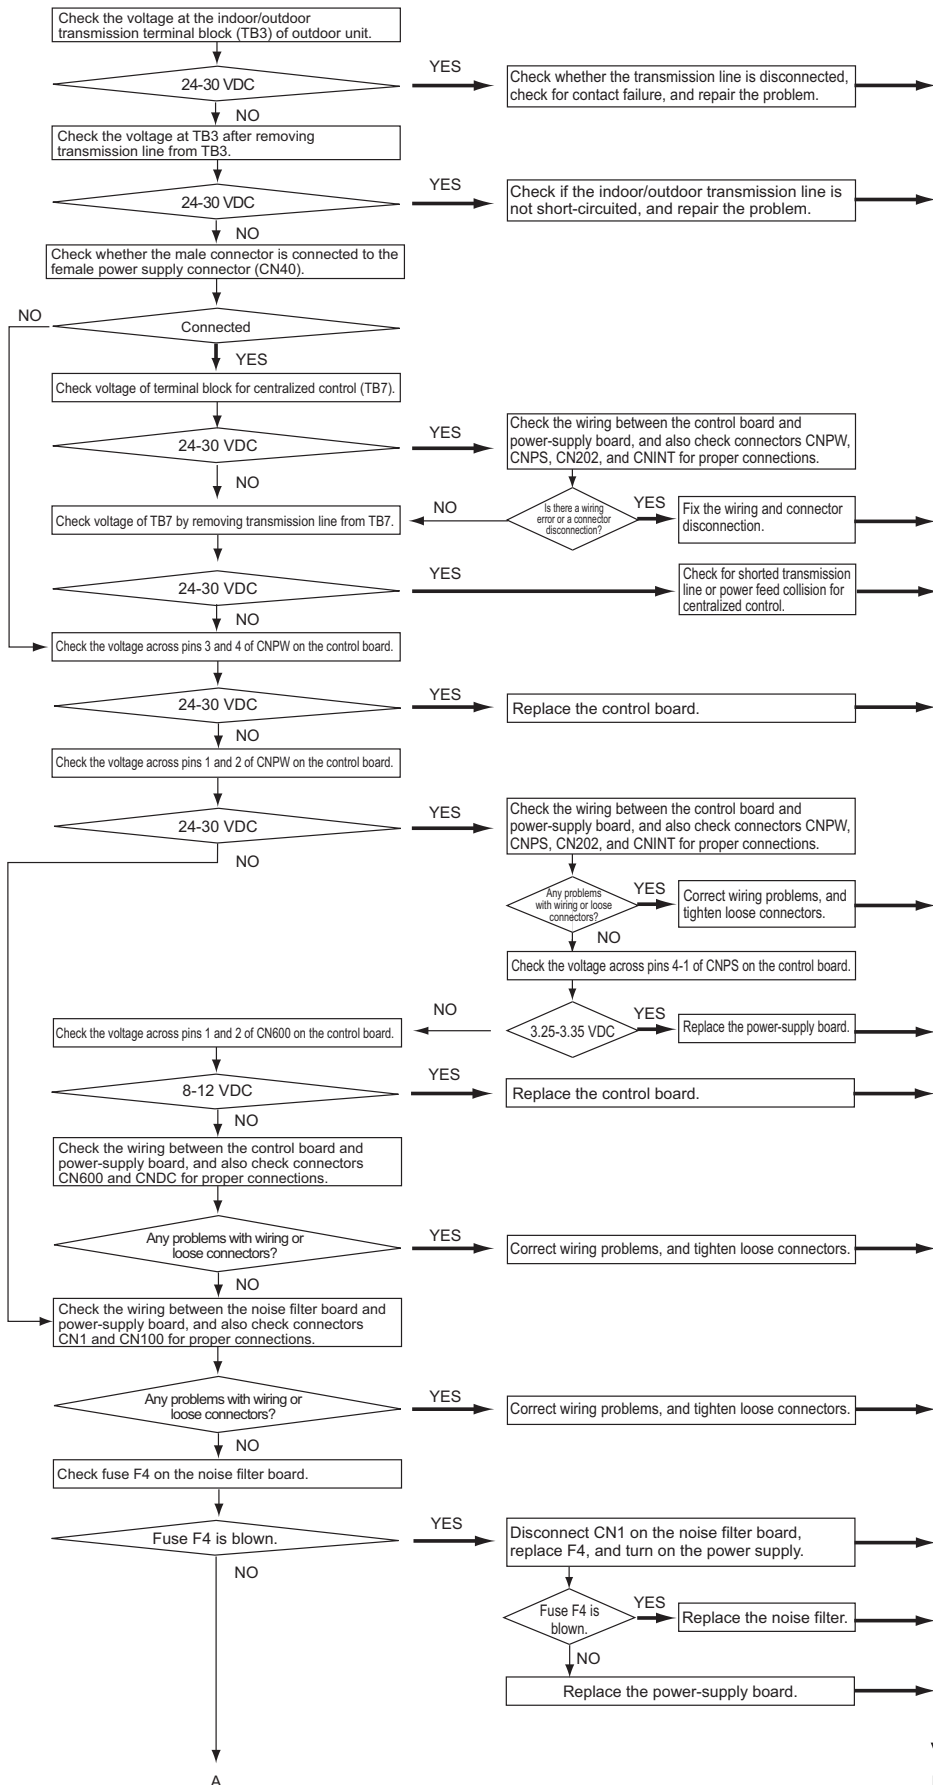 Check the voltage at the indoor/outdoor
transmission terminal block (TB3) of outdoor unit.
24-30 VDC
YES
Check whether the transmission line is disconnected,
check for contact failure, and repair the problem.
NO
Check the voltage at TB3 after removing
transmission line from TB3.
24-30 VDC
YES
Check if the indoor/outdoor transmission line is
not short-circuited, and repair the problem.
NO
Check whether the male connector is connected to the
female power supply connector (CN40).
NO
Connected
YES
Check voltage of terminal block for centralized control (TB7).
24-30 VDC
YES
Check the wiring between the control board and
power-supply board, and also check connectors CNPW,
CNPS, CN202, and CNINT for proper connections.
NO
Is there a wiring
error or a connector
disconnection?
YES
Fix the wiring and connector
disconnection.
NO
Check voltage of TB7 by removing transmission line from TB7.
24-30 VDC
YES
Check for shorted transmission
line or power feed collision for
centralized control.
NO
Check the voltage across pins 3 and 4 of CNPW on the control board.
24-30 VDC
YES
Replace the control board.
NO
Check the voltage across pins 1 and 2 of CNPW on the control board.
24-30 VDC
YES
Check the wiring between the control board and
power-supply board, and also check connectors CNPW,
CNPS, CN202, and CNINT for proper connections.
NO
Any problems
with wiring or loose
connectors?
YES
Correct wiring problems, and
tighten loose connectors.
NO
Check the voltage across pins 4-1 of CNPS on the control board.
3.25-3.35 VDC
YES
Replace the power-supply board.
NO
Check the voltage across pins 1 and 2 of CN600 on the control board.
8-12 VDC
YES
Replace the control board.
NO
Check the wiring between the control board and
power-supply board, and also check connectors
CN600 and CNDC for proper connections.
Any problems with wiring or
loose connectors?
YES
Correct wiring problems, and tighten loose connectors.
NO
Check the wiring between the noise filter board and
power-supply board, and also check connectors
CN1 and CN100 for proper connections.
Any problems with wiring or
loose connectors?
YES
Correct wiring problems, and tighten loose connectors.
NO
Check fuse F4 on the noise filter board.
Fuse F4 is blown.
YES
Disconnect CN1 on the noise filter board,
replace F4, and turn on the power supply.
NO
Fuse F4 is
blown.
YES
Replace the noise filter.
NO
Replace the power-supply board.
A